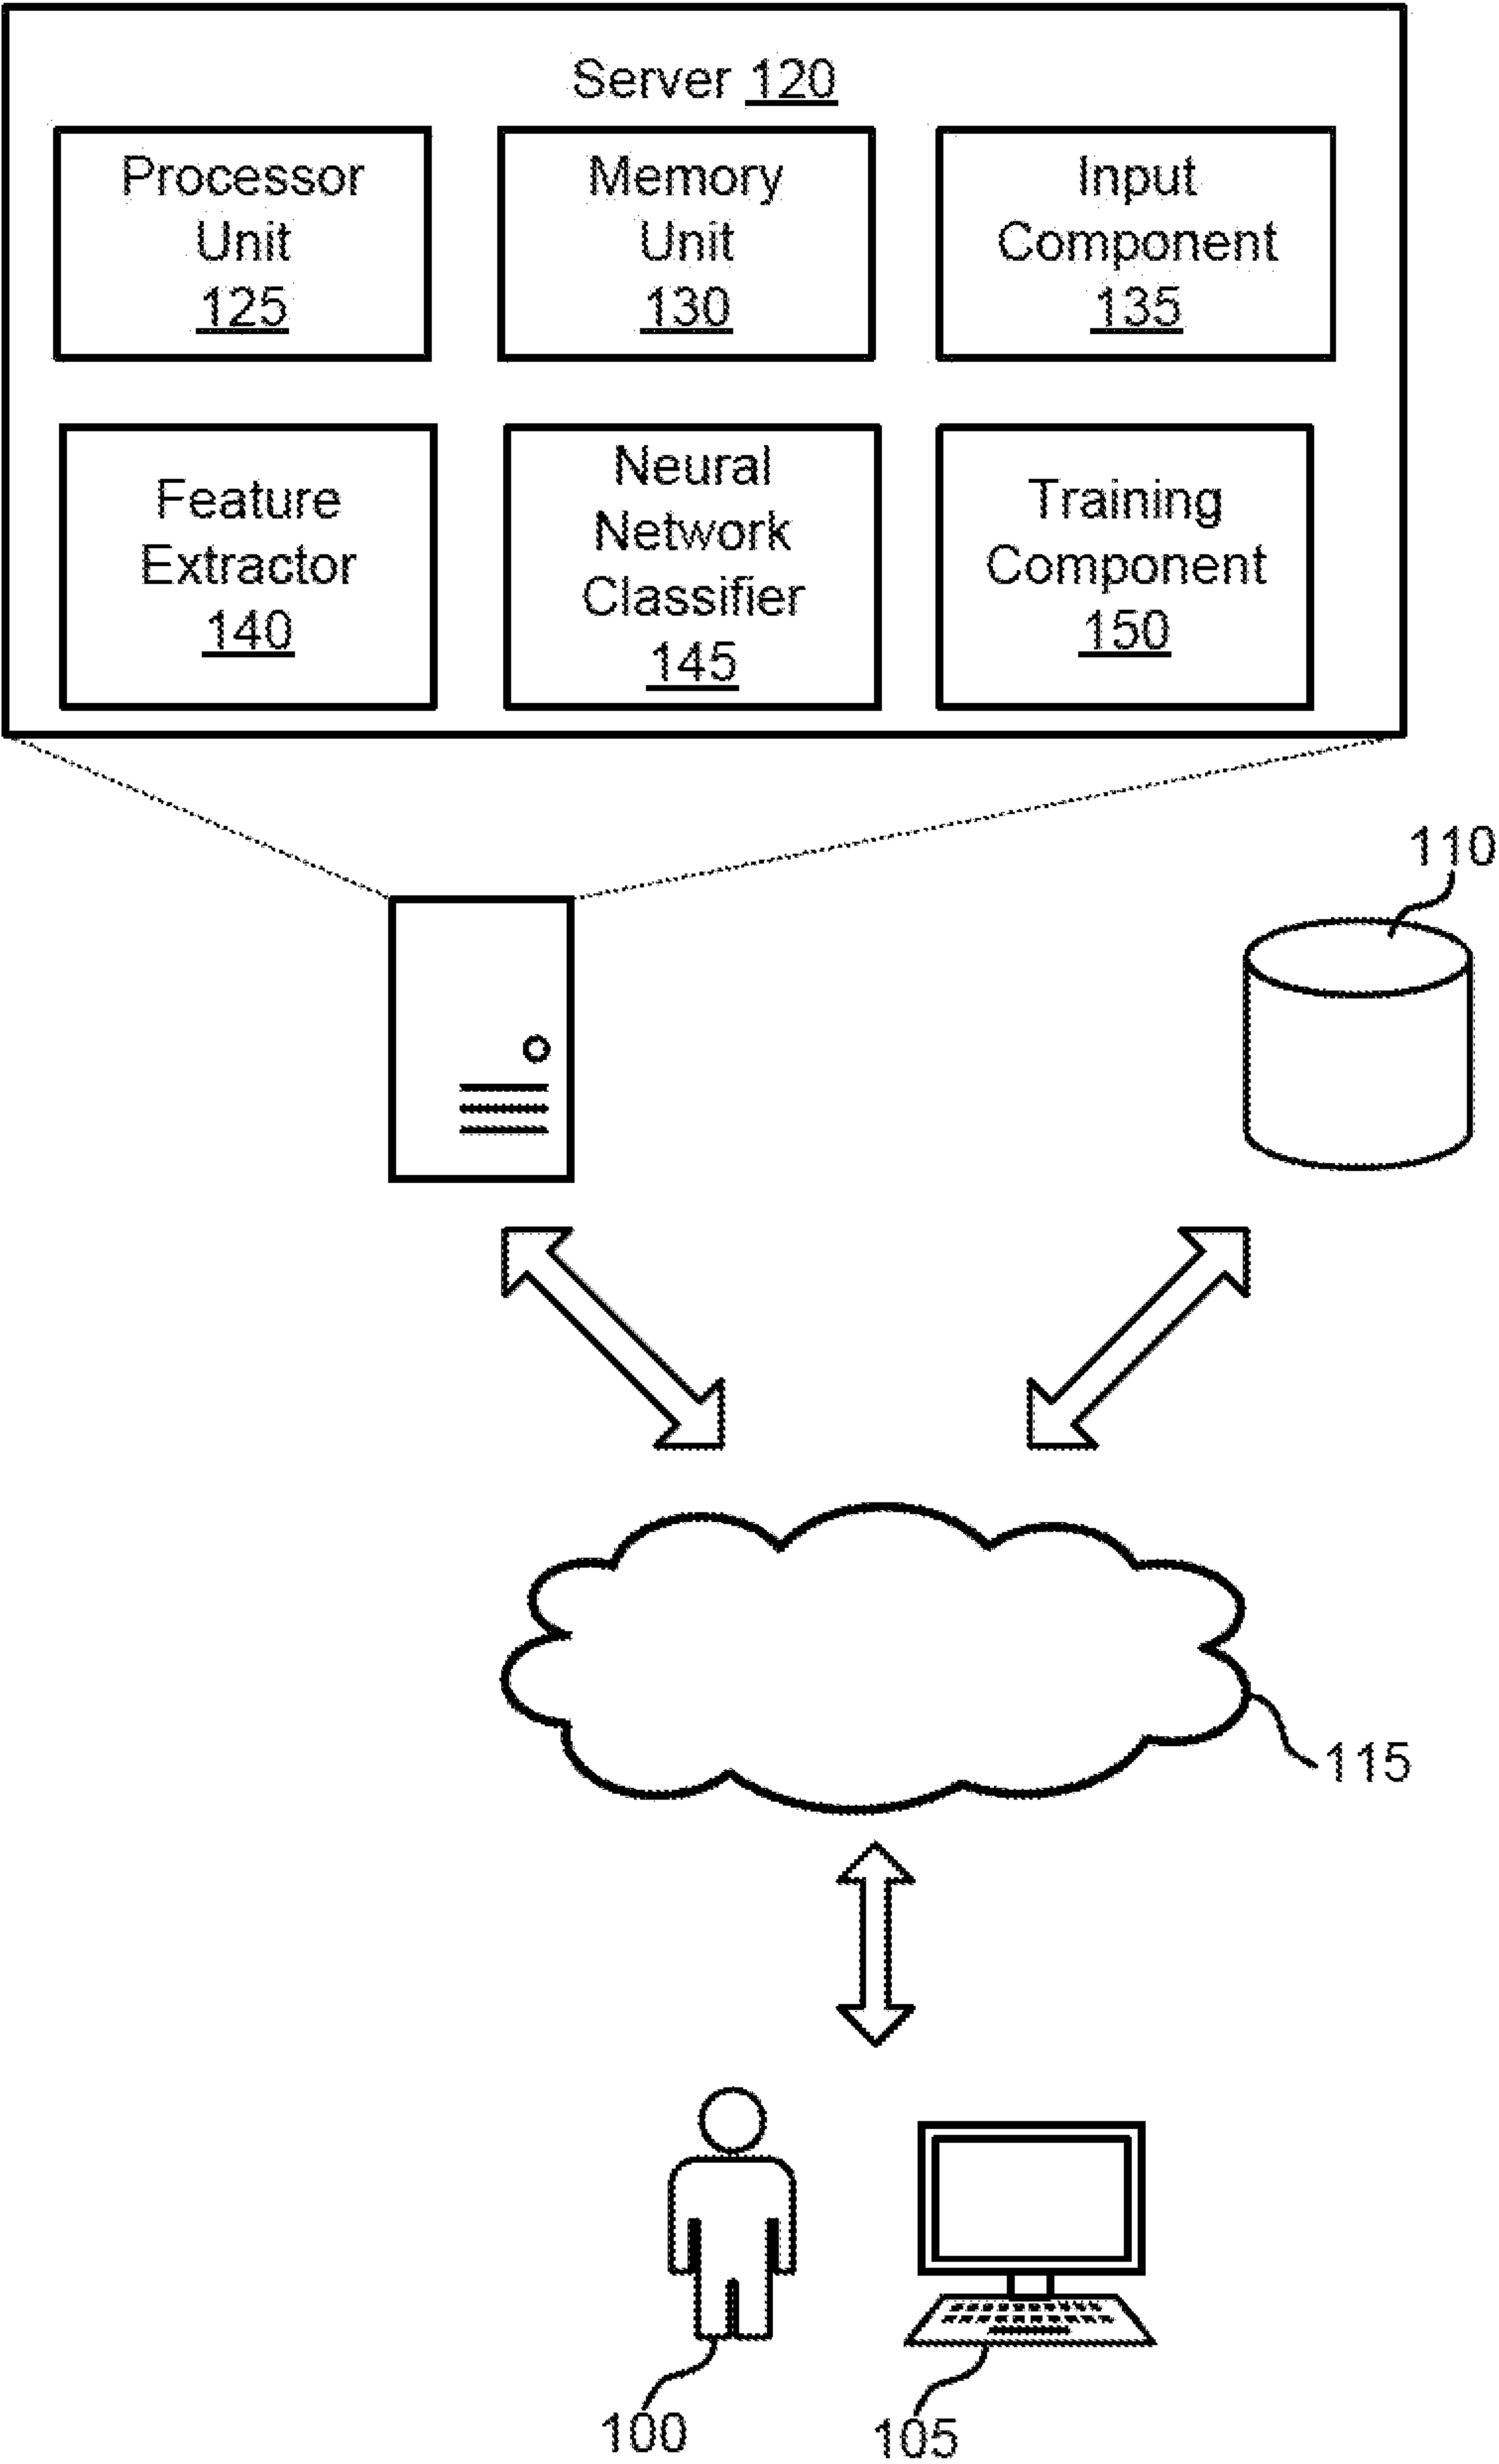 Server 120
Processor
Unit
125
Memory
Unit
130
Input
Component
135
Feature
Extractor
140
Neural
Network
Classifier
145
Training
Component
150
110
115
100
105